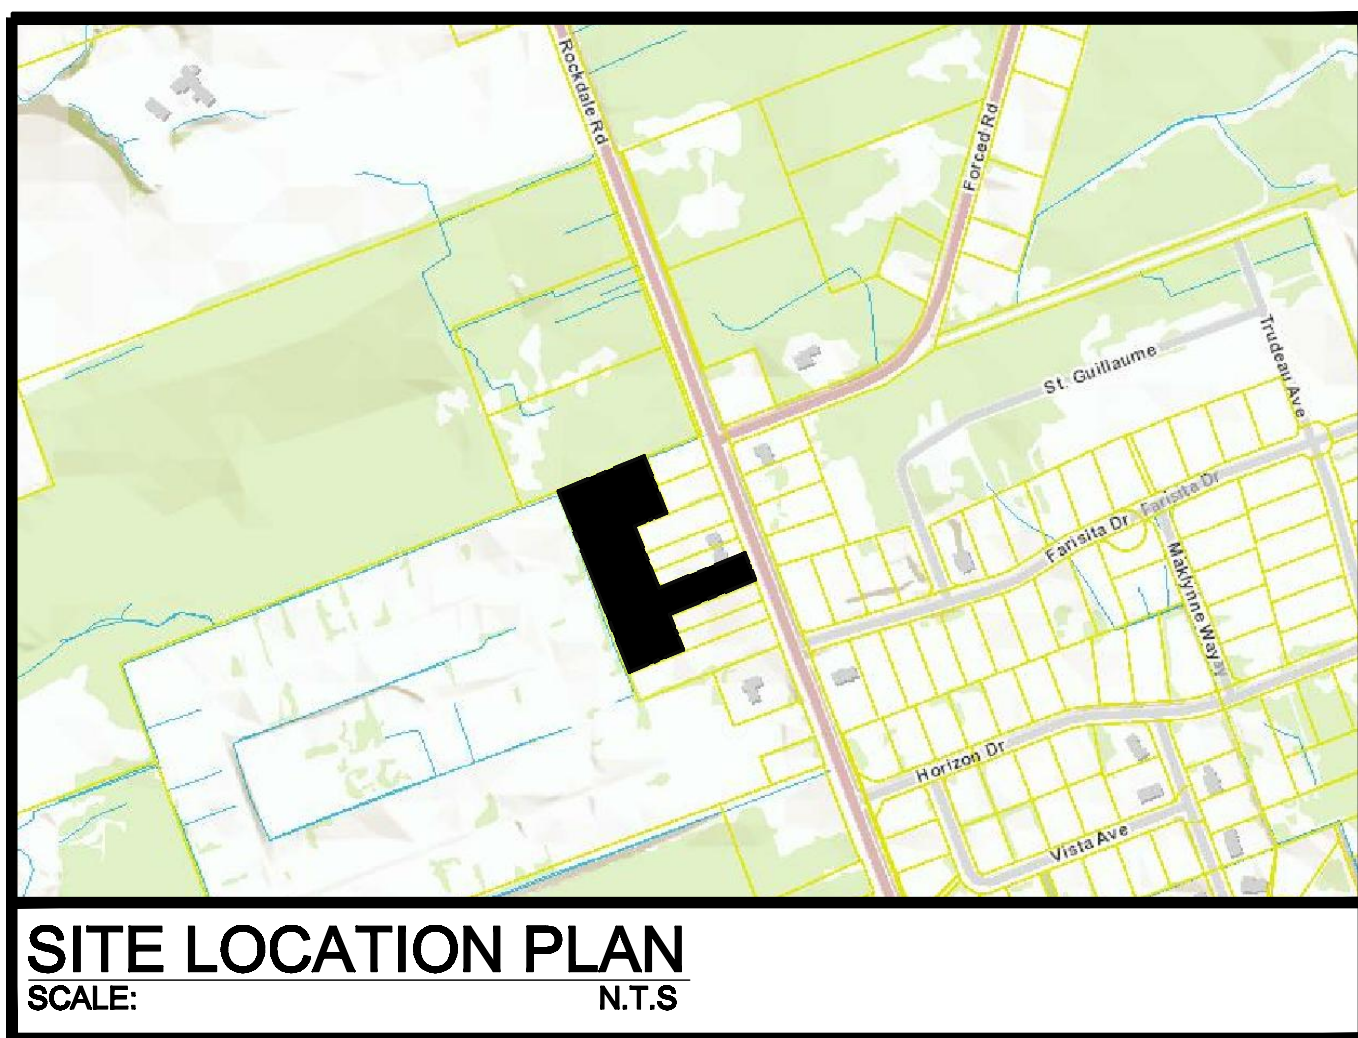 Rockdale Rd
Forced Rd
St. Guillaume
Trudeau Ave
Farisita Dr
Farisita Dr
Maklynne Way
Horizon Dr
Vista Ave
SITE LOCATION PLAN
SCALE: N.T.S